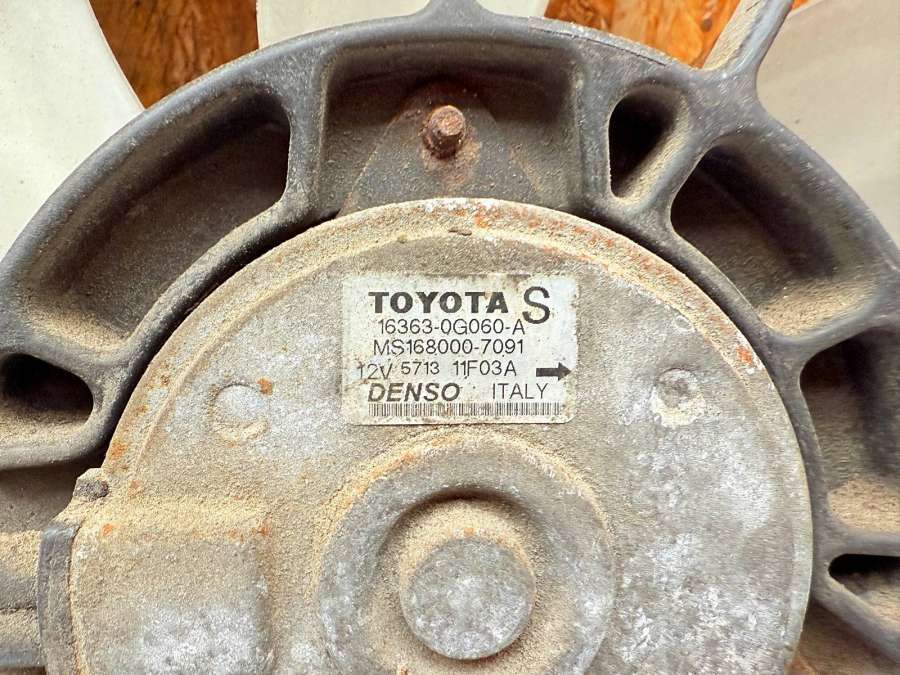 TOYOTA S
16363-0G060-A
MS168000-7091
12V 5713 11F03A
DENSO ITALY